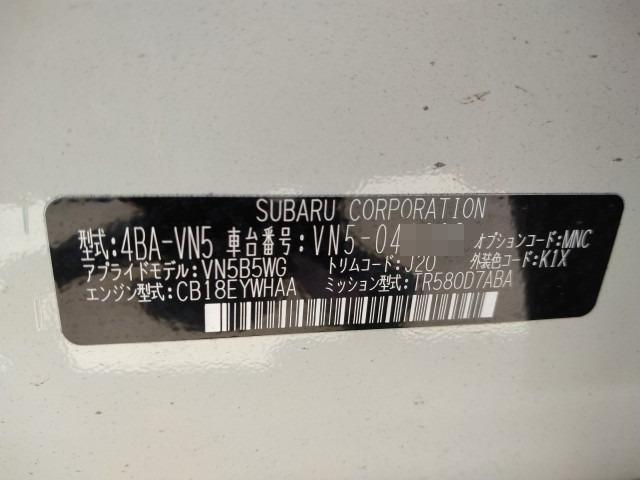 SUBARU CORPORATION
型式:4BA-VN5 車台番号:VN5-04 オプションコード:MNC
アプライドモデル:VN5B5WG トリムコード:J20 外装色コード:K1X
エンジン型式:CB18EYWHAA ミッション型式:TR580D7ABA